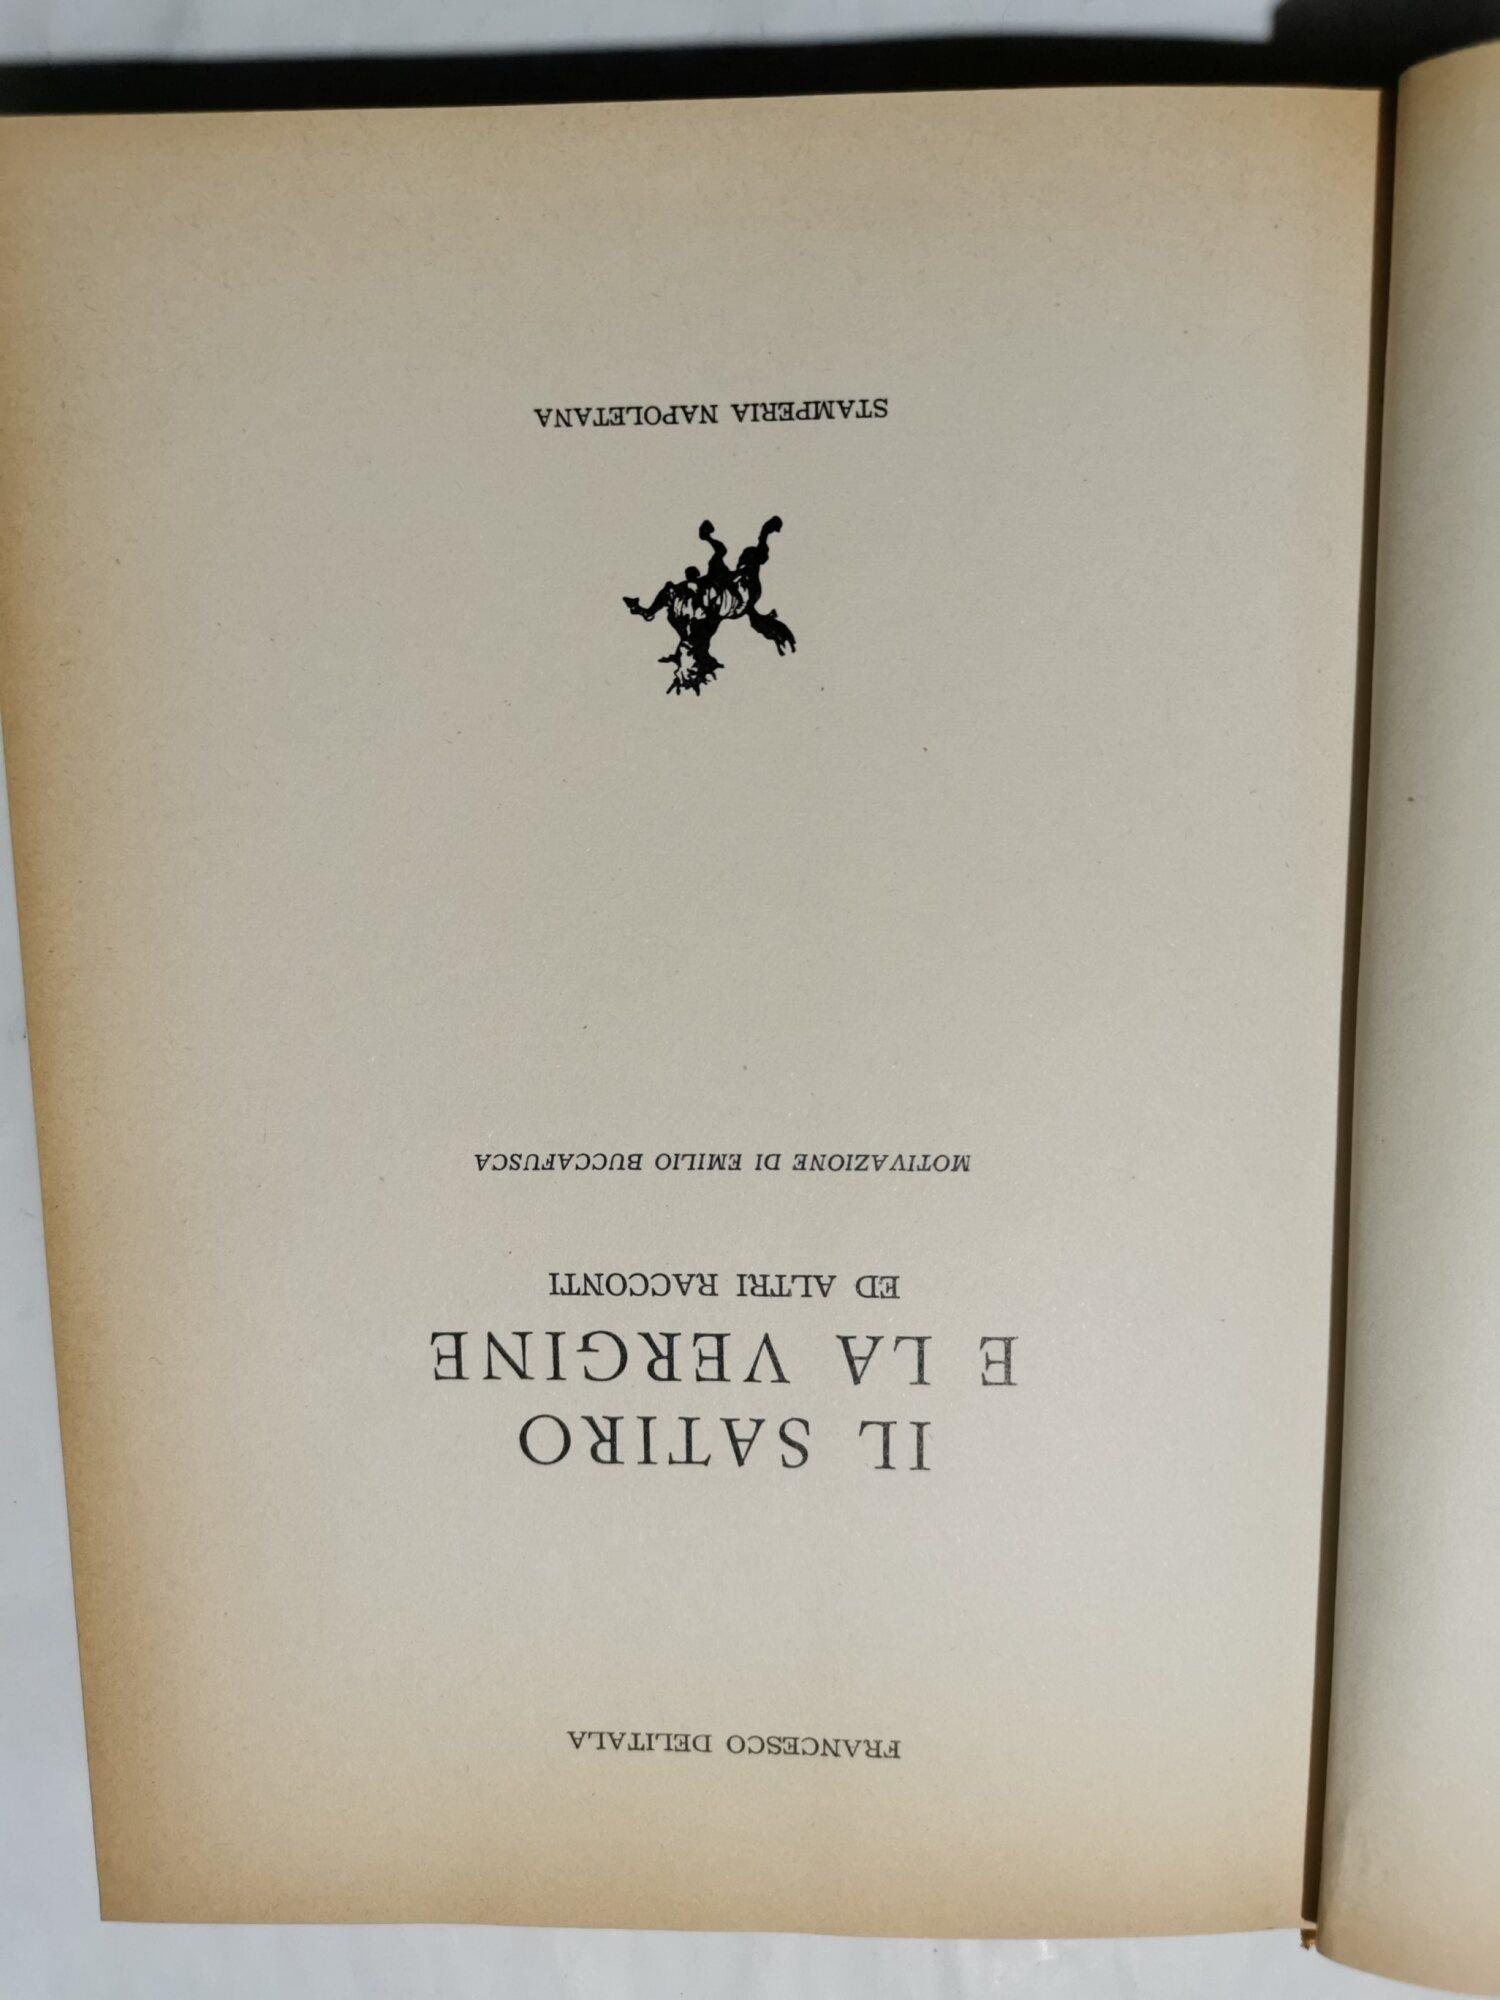 FRANCESCO DELITALA
IL SATIRO
E LA VERGINE
ED ALTRI RACCONTI
MOTIVAZIONE DI EMILIO BUCCAFUSCA
STAMPERIA NAPOLETANA